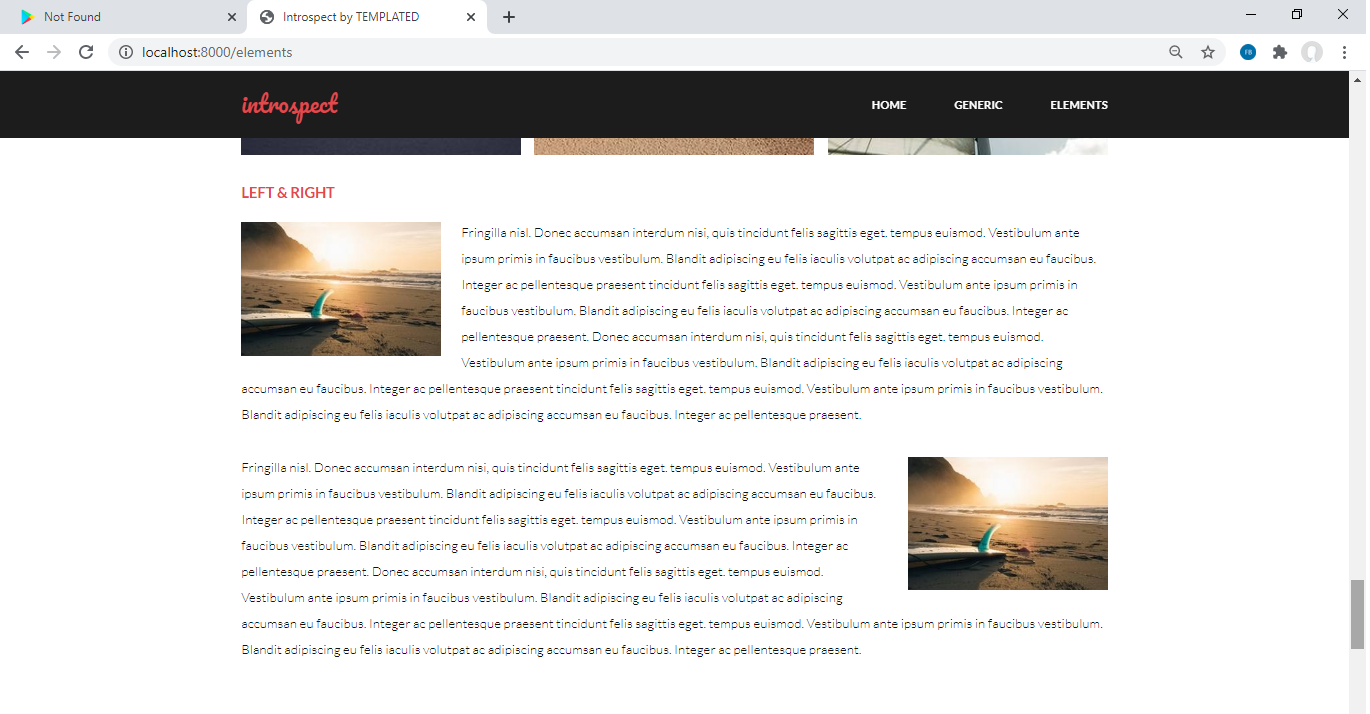 Not Found
Introspect by TEMPLATED
localhost:8000/elements
introspect
HOME
GENERIC
ELEMENTS
LEFT & RIGHT
Fringilla nisl. Donec accumsan interdum nisi, quis tincidunt felis sagittis eget. tempus euismod. Vestibulum ante
ipsum primis in faucibus vestibulum. Blandit adipiscing eu felis iaculis volutpat ac adipiscing accumsan eu faucibus.
Integer ac pellentesque praesent tincidunt felis sagittis eget. tempus euismod. Vestibulum ante ipsum primis in
faucibus vestibulum. Blandit adipiscing eu felis iaculis volutpat ac adipiscing accumsan eu faucibus. Integer ac
pellentesque praesent. Donec accumsan interdum nisi, quis tincidunt felis sagittis eget. tempus euismod.
Vestibulum ante ipsum primis in faucibus vestibulum. Blandit adipiscing eu felis iaculis volutpat ac adipiscing
accumsan eu faucibus. Integer ac pellentesque praesent tincidunt felis sagittis eget. tempus euismod. Vestibulum ante ipsum primis in faucibus vestibulum.
Blandit adipiscing eu felis iaculis volutpat ac adipiscing accumsan eu faucibus. Integer ac pellentesque praesent.
Fringilla nisl. Donec accumsan interdum nisi, quis tincidunt felis sagittis eget. tempus euismod. Vestibulum ante
ipsum primis in faucibus vestibulum. Blandit adipiscing eu felis iaculis volutpat ac adipiscing accumsan eu faucibus.
Integer ac pellentesque praesent tincidunt felis sagittis eget. tempus euismod. Vestibulum ante ipsum primis in
faucibus vestibulum. Blandit adipiscing eu felis iaculis volutpat ac adipiscing accumsan eu faucibus. Integer ac
pellentesque praesent. Donec accumsan interdum nisi, quis tincidunt felis sagittis eget. tempus euismod.
Vestibulum ante ipsum primis in faucibus vestibulum. Blandit adipiscing eu felis iaculis volutpat ac adipiscing
accumsan eu faucibus. Integer ac pellentesque praesent tincidunt felis sagittis eget. tempus euismod. Vestibulum ante ipsum primis in faucibus vestibulum.
Blandit adipiscing eu felis iaculis volutpat ac adipiscing accumsan eu faucibus. Integer ac pellentesque praesent.